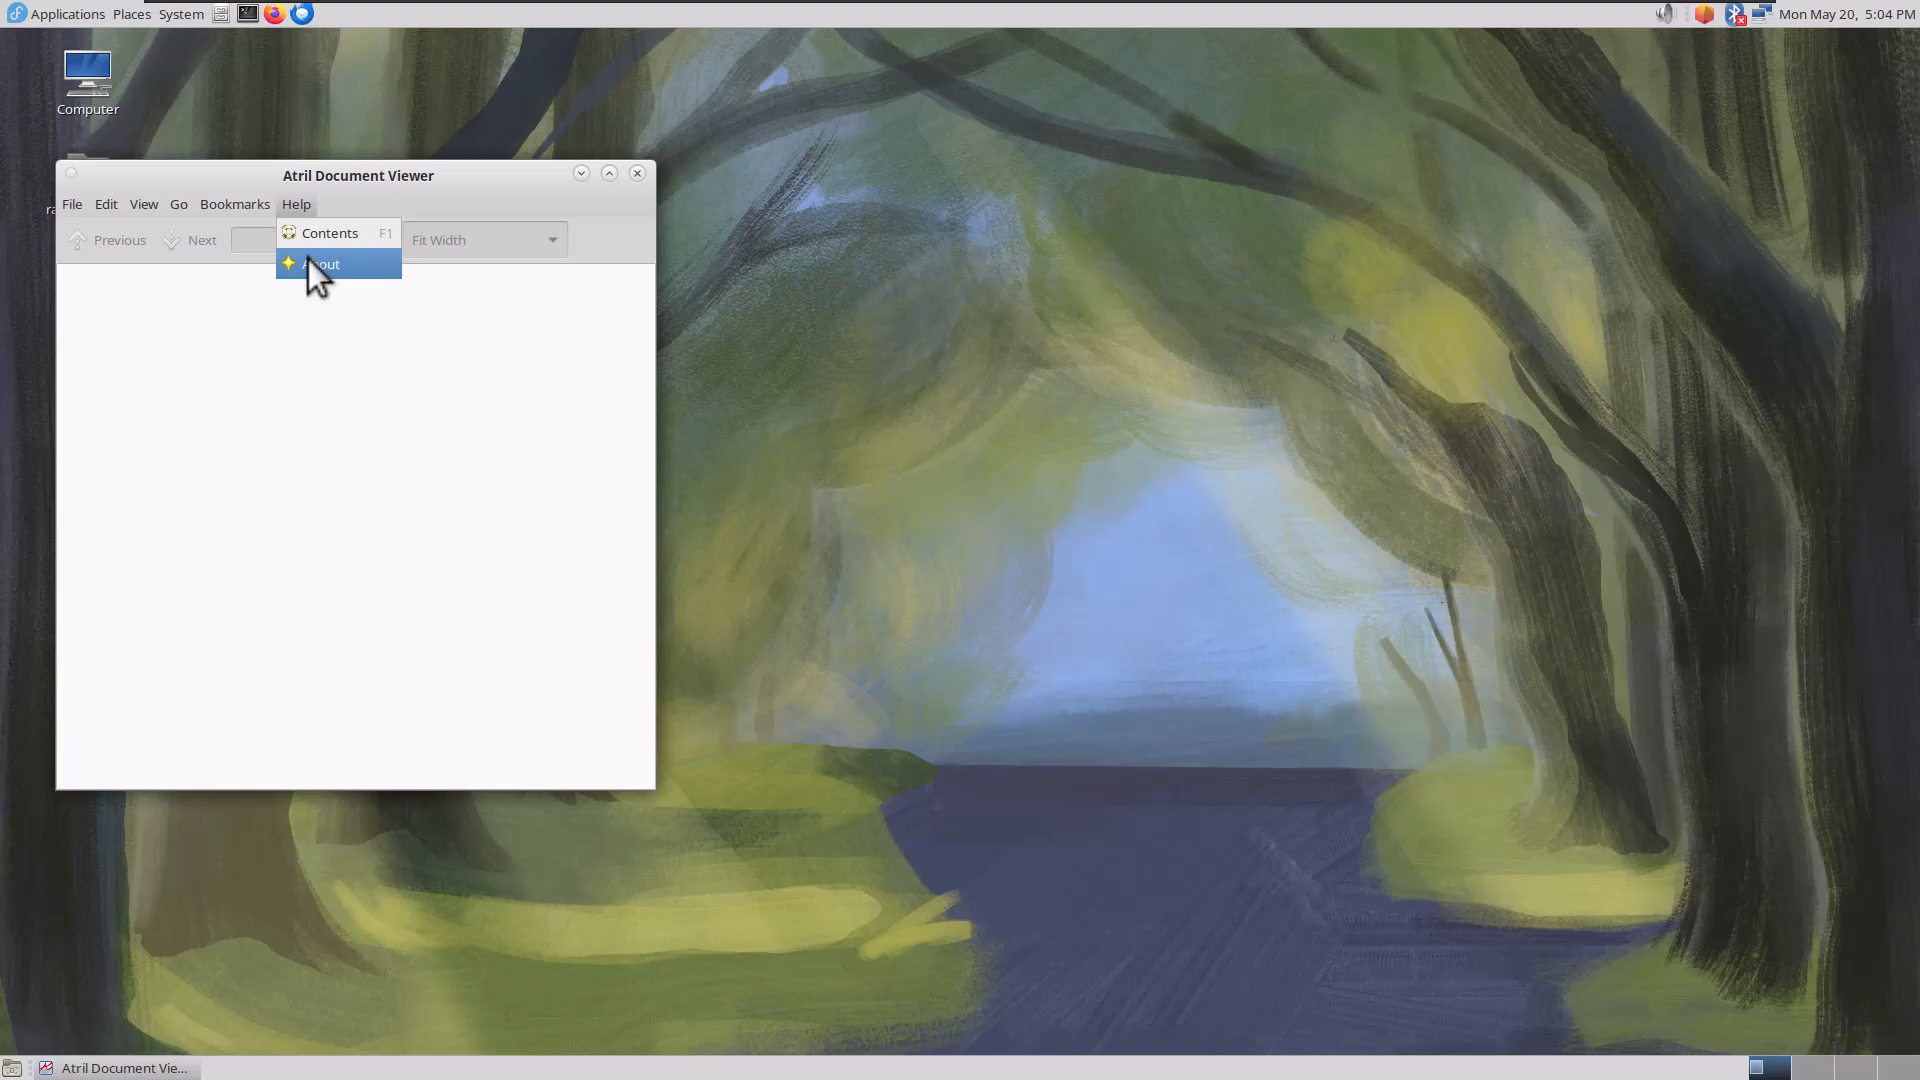 Applications Places System
Mon May 20, 5:04 PM
Computer
Atril Document Viewer
File Edit View Go Bookmarks Help
Contents F1
Previous Next
Fit Width
Atril Document Vie...